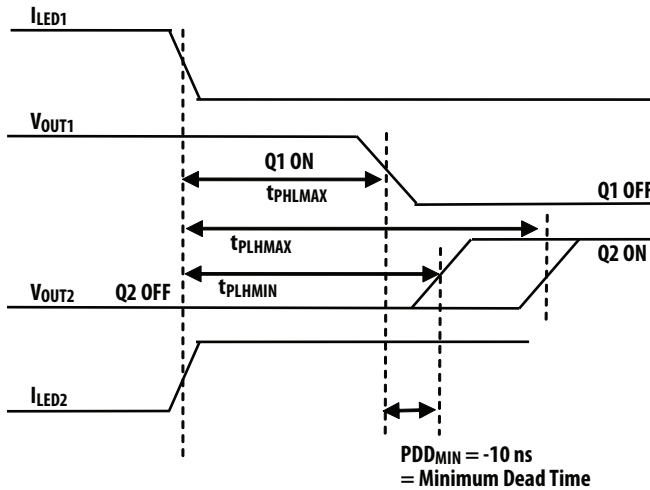 ILED1
VOUT1
Q1 ON
tPHLMAX
Q1 OFF
tPLHMAX
Q2 ON
tPLHMIN
VOUT2 Q2 OFF
ILED2
PDDMIN = -10 ns
= Minimum Dead Time